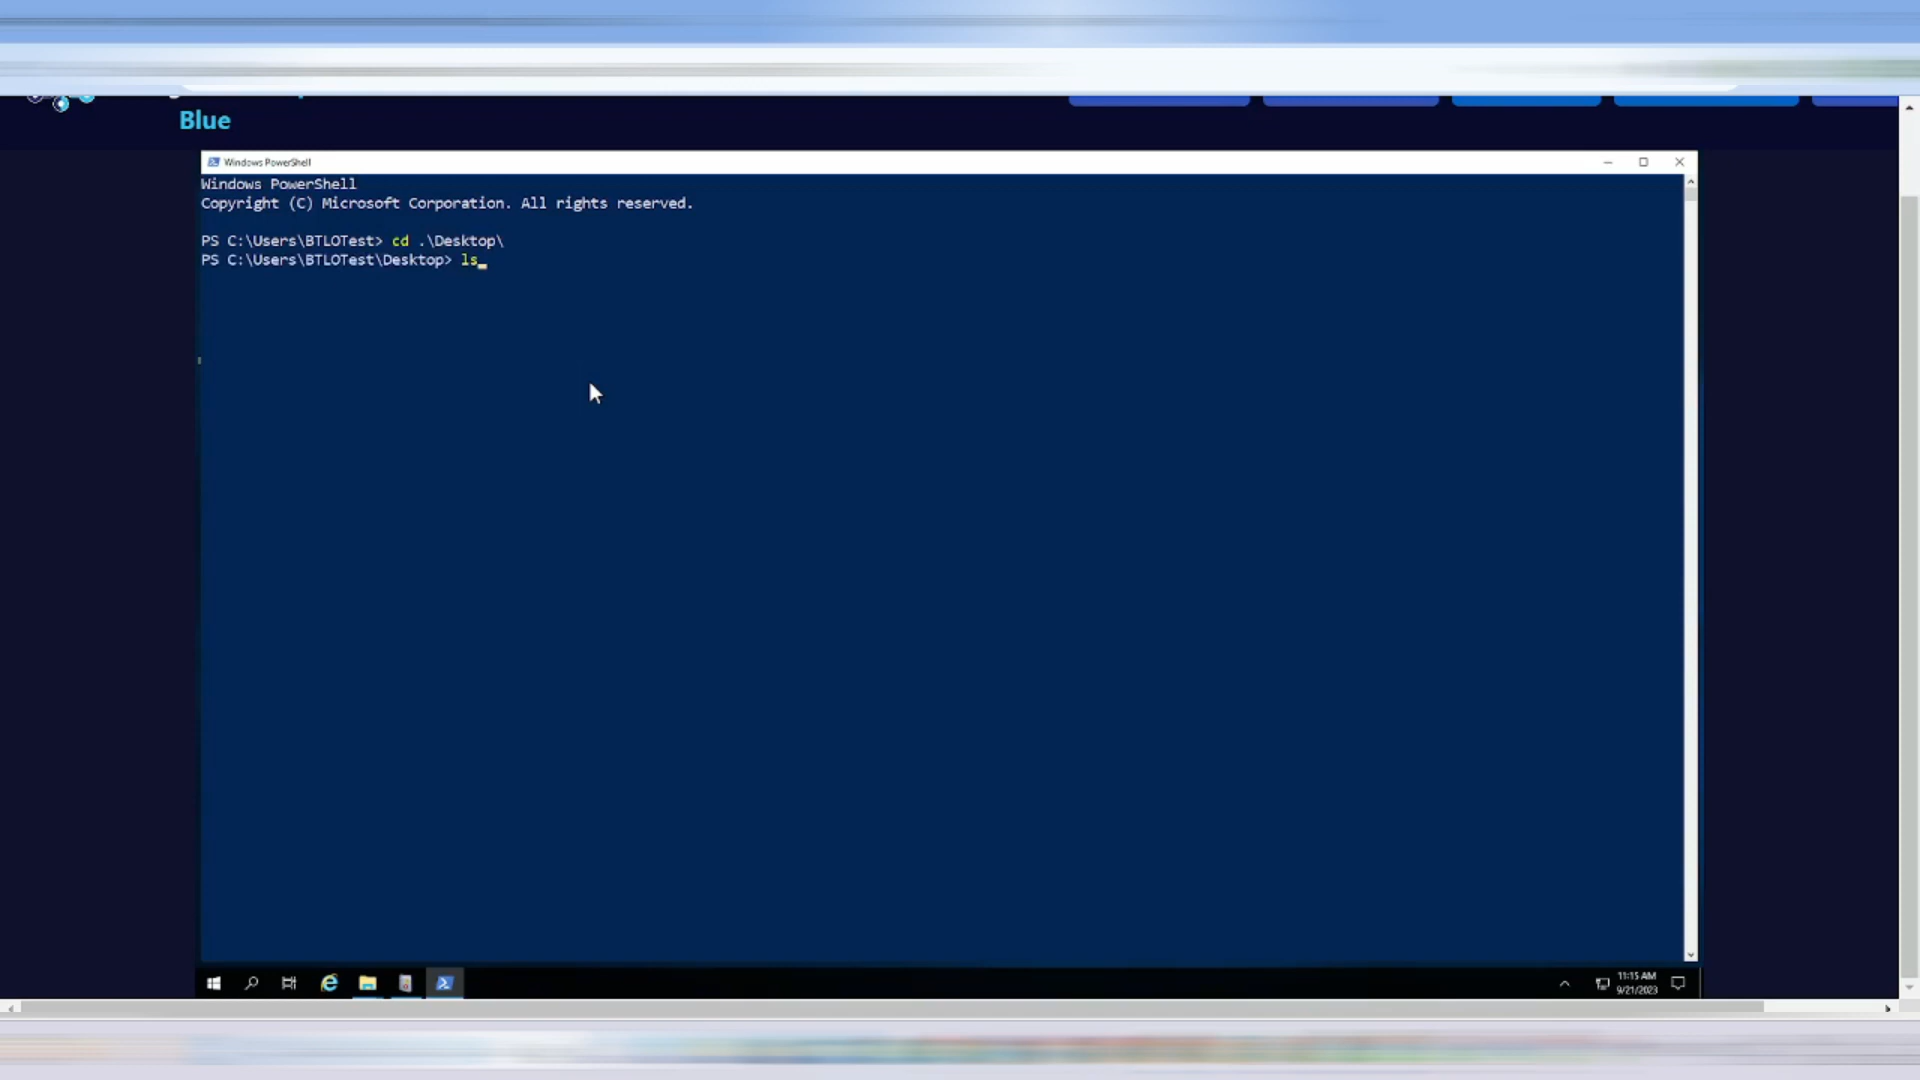 Blue
Windows PowerShell
Windows PowerShell
Copyright (C) Microsoft Corporation. All rights reserved.
PS C:\Users\BTLOTest> cd .\Desktop\
PS C:\Users\BTLOTest\Desktop> ls
11:15 AM
9/21/2023